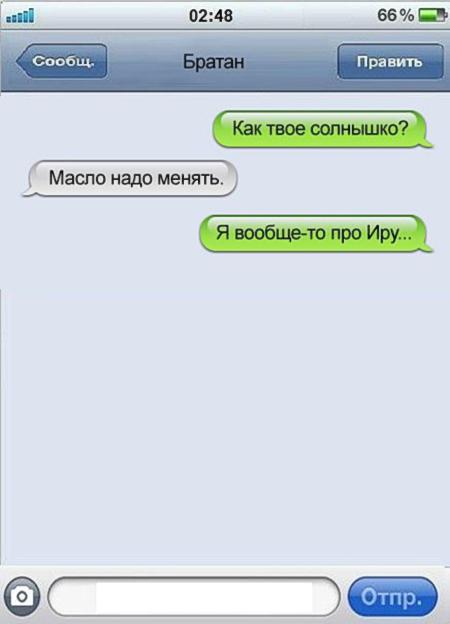 02:48
66 %
Сообщ.
Братан
Править
Как твое солнышко?
Масло надо менять.
Я вообще-то про Иру...
Отпр.